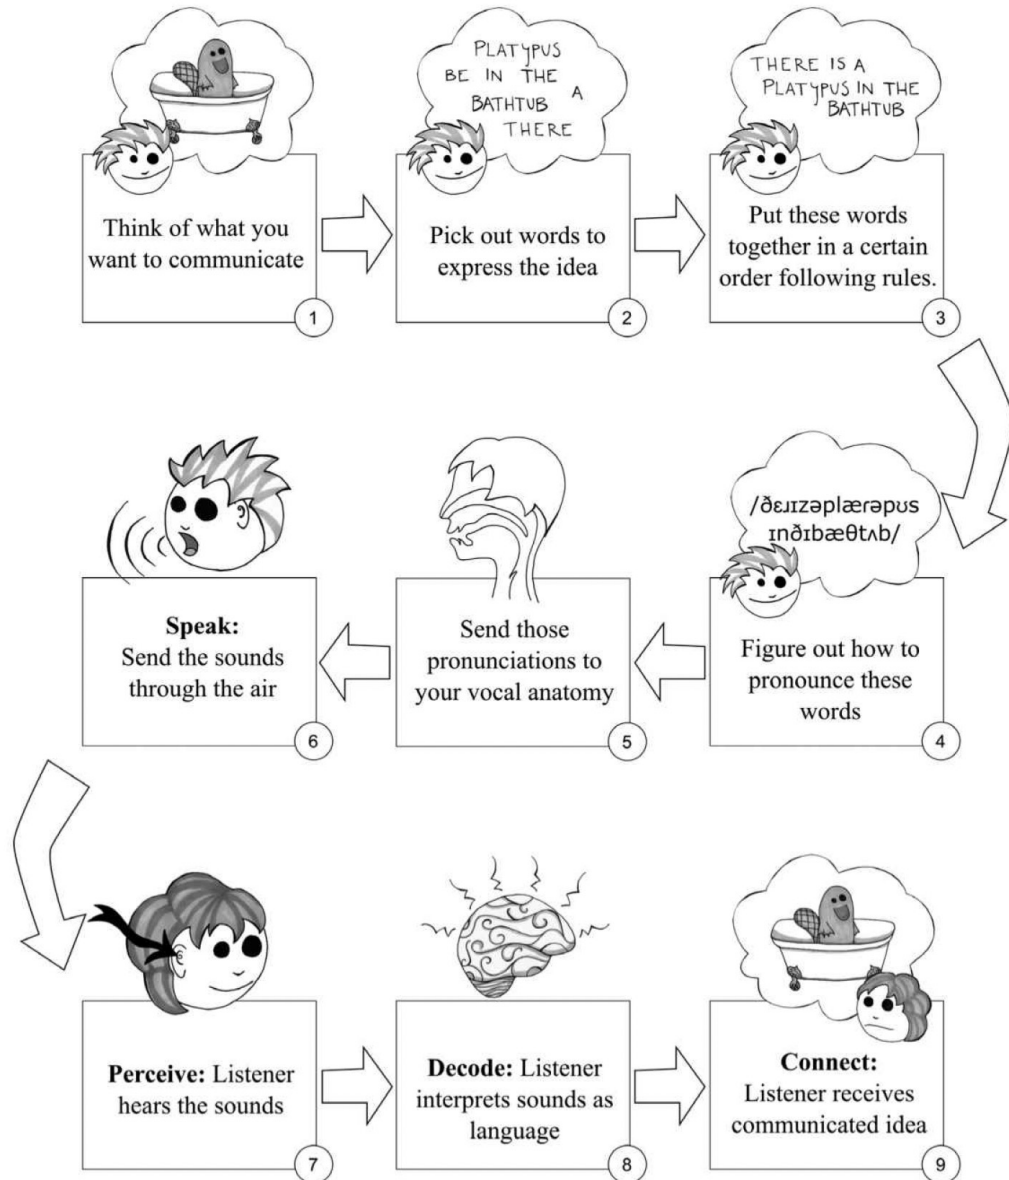 PLATYPUS
BE IN THE
BATHTUB A
THERE
THERE IS A
PLATYPUS IN THE
BATHTUB
Think of what you
want to communicate
1
Pick out words to
express the idea
2
Put these words
together in a certain
order following rules.
3
/ðɛɹɪzəplæɾəpʊs
ɪnðɪbæθtʌb/
Figure out how to
pronounce these
words
4
Send those
pronunciations to
your vocal anatomy
5
Speak:
Send the sounds
through the air
6
Perceive: Listener
hears the sounds
7
Decode: Listener
interprets sounds as
language
8
Connect:
Listener receives
communicated idea
9